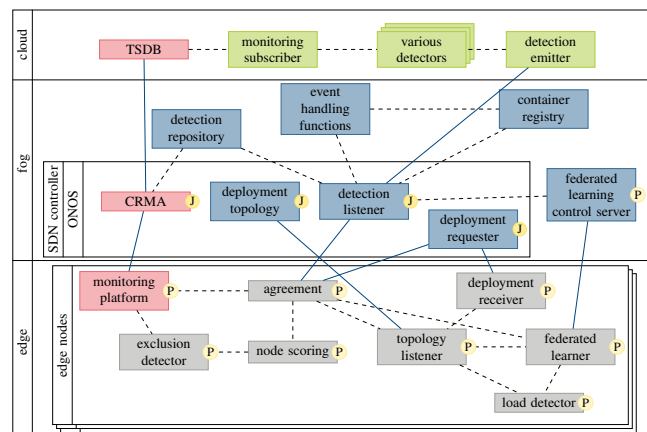 cloud
TSDB
monitoring
subscriber
various
detectors
detection
emitter
fog
event
handling
functions
container
registry
detection
repository
SDN controller
ONOS
CRMA
J
deployment
topology
J
detection
listener
J
federated
learning
control server
P
deployment
requester
J
edge
edge nodes
monitoring
platform
P
agreement
P
deployment
receiver
P
exclusion
detector
P
node scoring
P
topology
listener
P
federated
learner
P
load detector
P